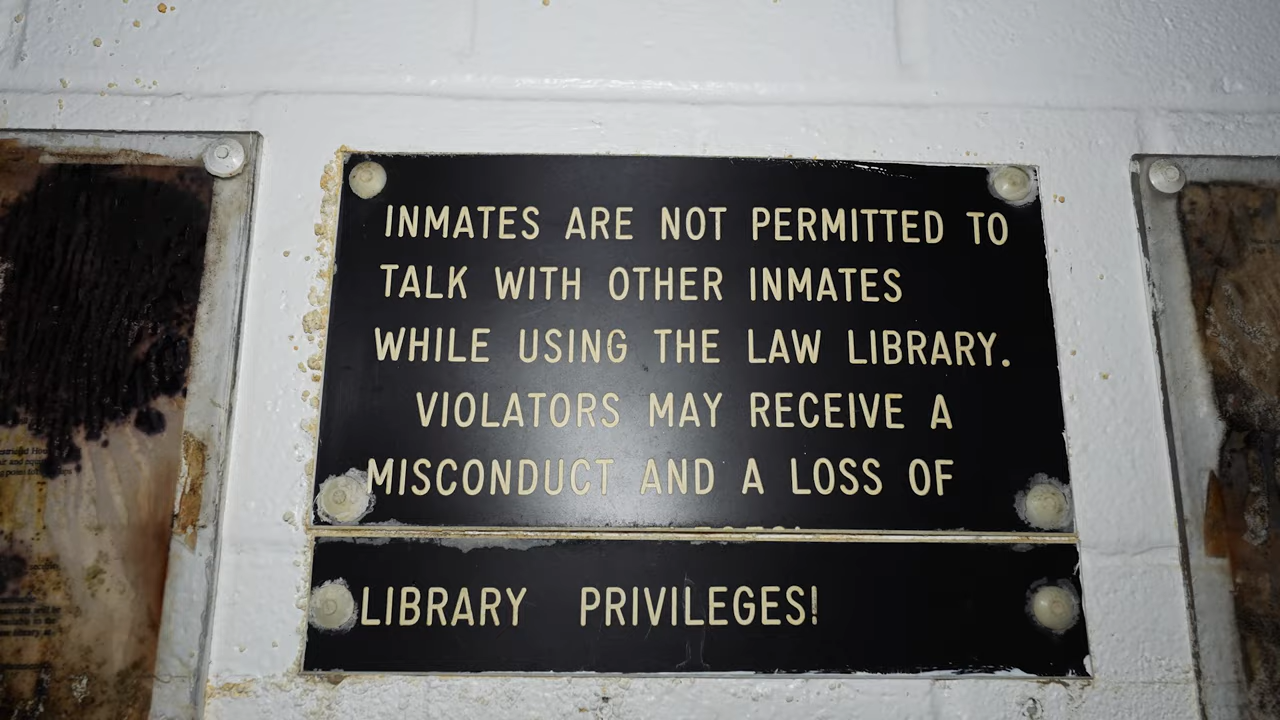 INMATES ARE NOT PERMITTED TO
TALK WITH OTHER INMATES
WHILE USING THE LAW LIBRARY.
VIOLATORS MAY RECEIVE A
MISCONDUCT AND A LOSS OF
LIBRARY PRIVILEGES!